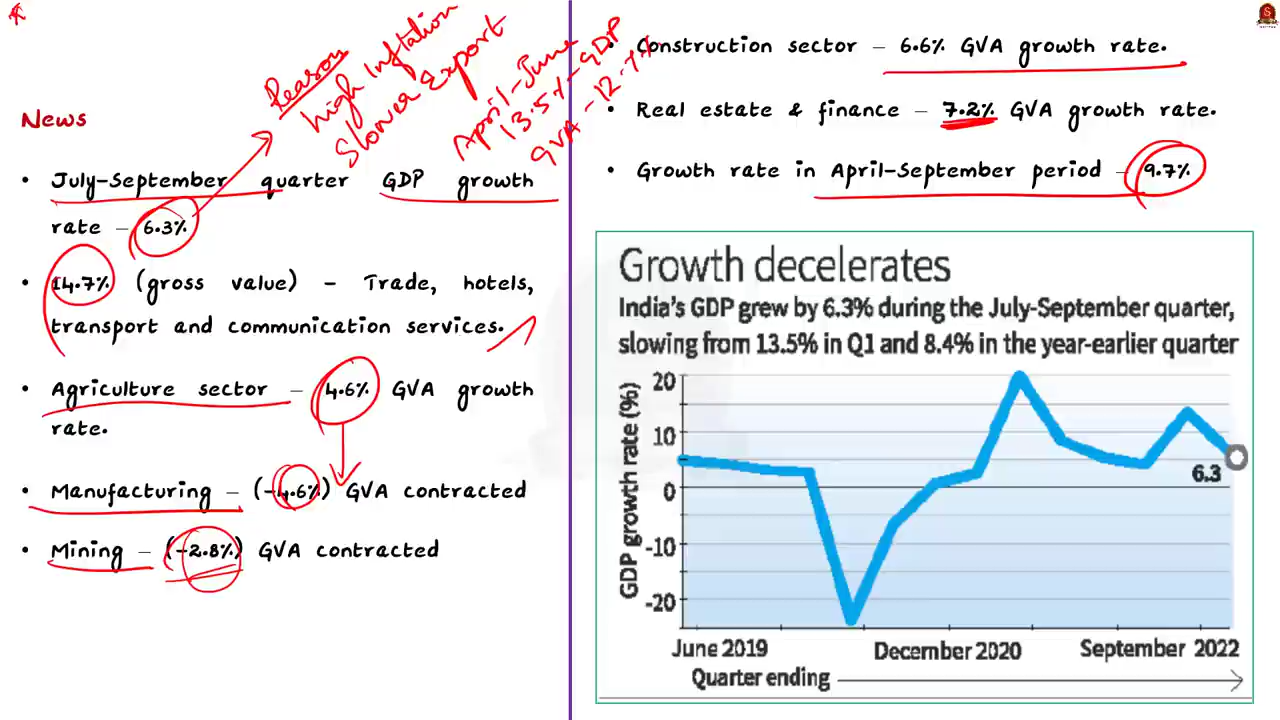 Reason
high Inflation
Slower Export
April-June
13.5% - GDP
GVA - 12.7%
News
• July-September quarter GDP growth
rate – 6.3%
• 14.7% (gross value) – Trade, hotels,
transport and communication services.
• Agriculture sector – 4.6% GVA growth
rate.
• Manufacturing – (-4.6%) GVA contracted
• Mining – (-2.8%) GVA contracted
• Construction sector – 6.6% GVA growth rate.
• Real estate & finance – 7.2% GVA growth rate.
• Growth rate in April-September period – 9.7%
Growth decelerates
India's GDP grew by 6.3% during the July-September quarter,
slowing from 13.5% in Q1 and 8.4% in the year-earlier quarter
GDP growth rate (%)
20
10
0
-10
-20
6.3
June 2019
December 2020
September 2022
Quarter ending